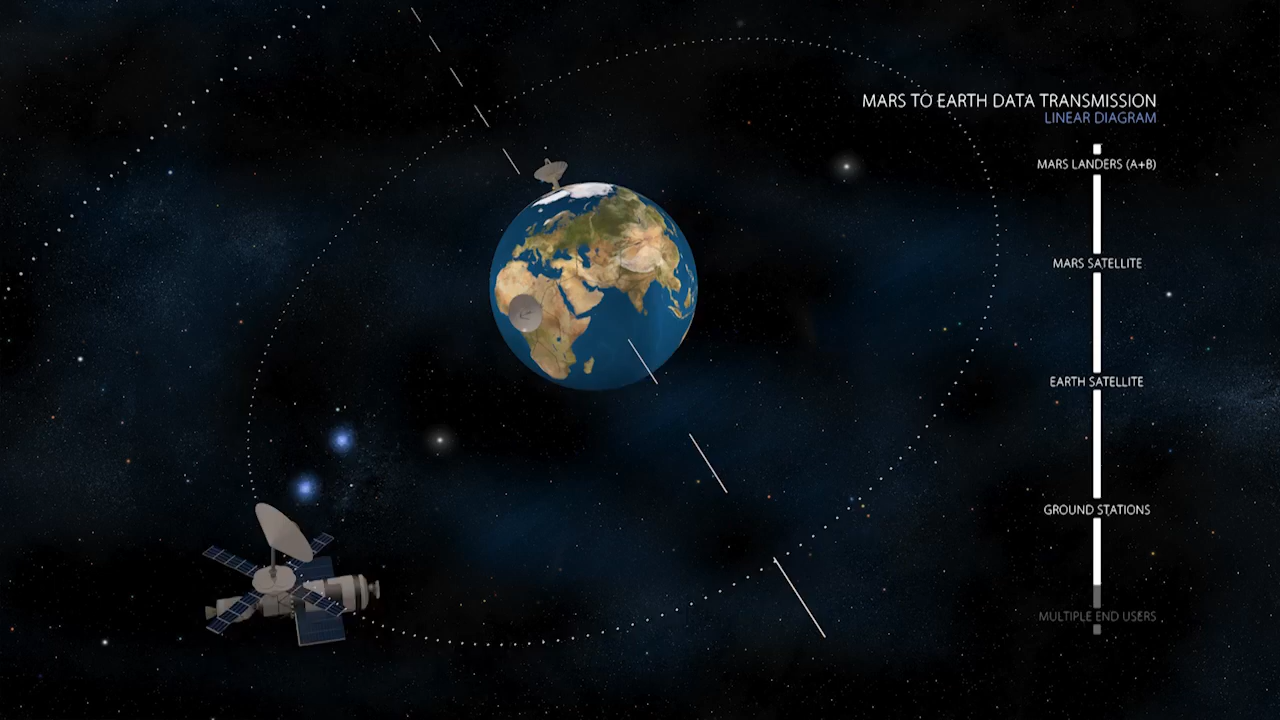 MARS TO EARTH DATA TRANSMISSION
LINEAR DIAGRAM
MARS LANDERS (A+B)
MARS SATELLITE
EARTH SATELLITE
GROUND STATIONS
MULTIPLE END USERS